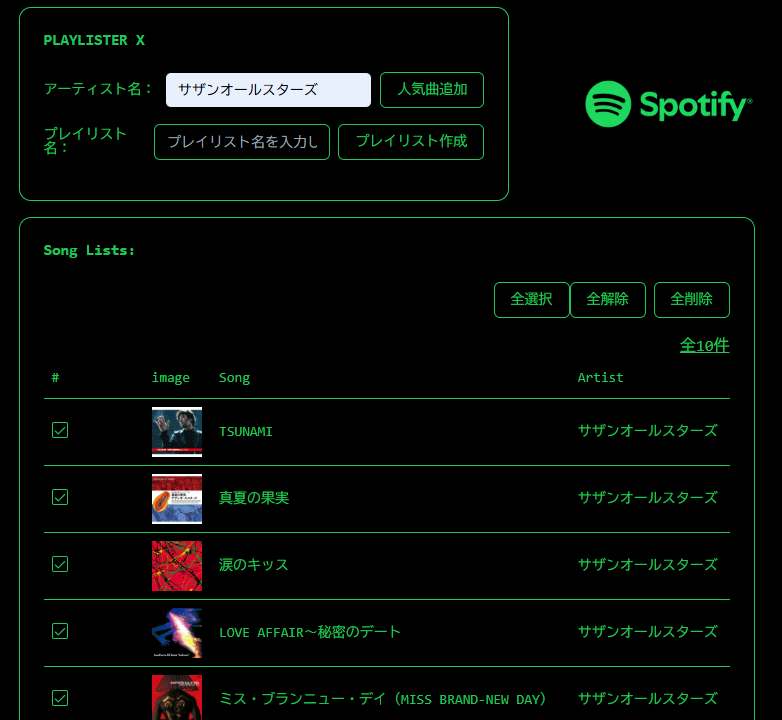 PLAYLISTER X
アーティスト名： サザンオールスターズ 人気曲追加
プレイリスト名： プレイリスト名を入力し プレイリスト作成
Spotify®
Song Lists:
全選択 全解除 全削除
全10件
# image Song Artist
TSUNAMI サザンオールスターズ
真夏の果実 サザンオールスターズ
涙のキッス サザンオールスターズ
LOVE AFFAIR～秘密のデート サザンオールスターズ
ミス・ブランニュー・デイ (MISS BRAND-NEW DAY) サザンオールスターズ